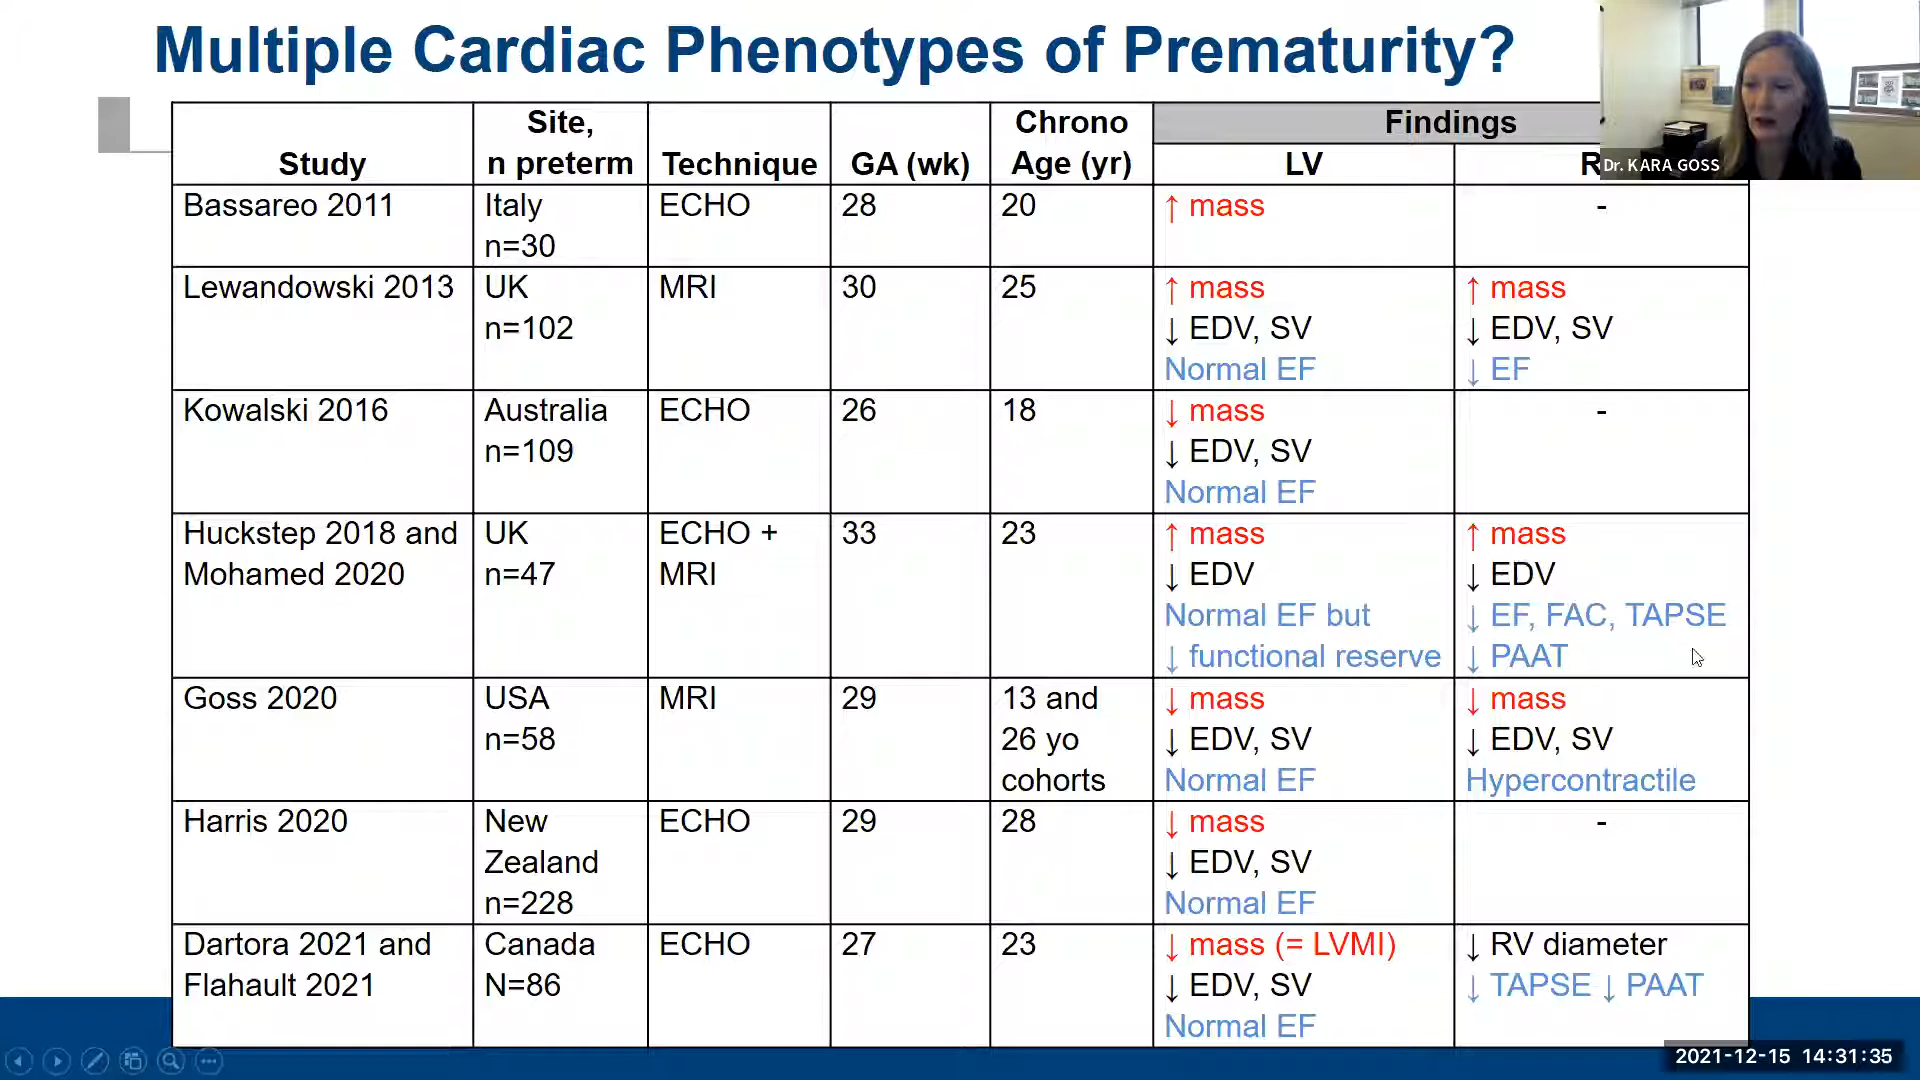 Multiple Cardiac Phenotypes of Prematurity?
Study
Site,
n preterm
Technique
GA (wk)
Chrono
Age (yr)
Findings
LV
R
Dr. KARA GOSS
Bassareo 2011
Italy
n=30
ECHO
28
20
↑ mass
-
Lewandowski 2013
UK
n=102
MRI
30
25
↑ mass
↓ EDV, SV
Normal EF
↑ mass
↓ EDV, SV
↓ EF
Kowalski 2016
Australia
n=109
ECHO
26
18
↓ mass
↓ EDV, SV
Normal EF
-
Huckstep 2018 and
Mohamed 2020
UK
n=47
ECHO +
MRI
33
23
↑ mass
↓ EDV
Normal EF but
↓ functional reserve
↑ mass
↓ EDV
↓ EF, FAC, TAPSE
↓ PAAT
Goss 2020
USA
n=58
MRI
29
13 and
26 yo
cohorts
↓ mass
↓ EDV, SV
Normal EF
↓ mass
↓ EDV, SV
Hypercontractile
Harris 2020
New
Zealand
n=228
ECHO
29
28
↓ mass
↓ EDV, SV
Normal EF
-
Dartora 2021 and
Flahault 2021
Canada
N=86
ECHO
27
23
↓ mass (= LVMI)
↓ EDV, SV
Normal EF
↓ RV diameter
↓ TAPSE ↓ PAAT
2021-12-15 14:31:35